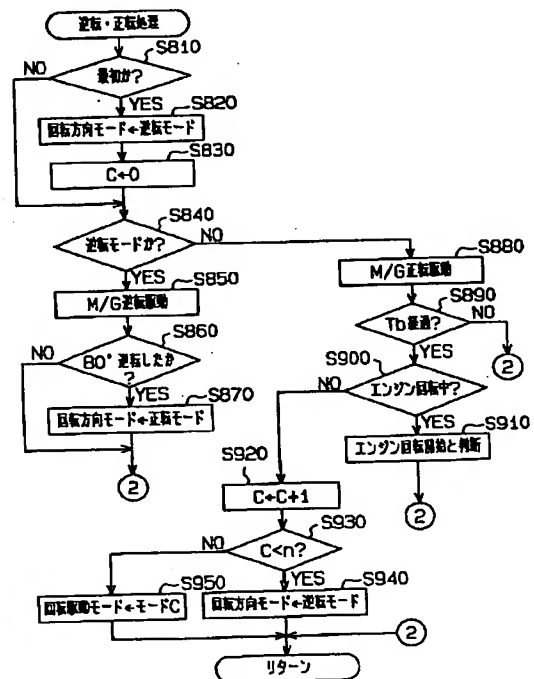 逆転・正転処理
S810
最初か?
NO
YES
S820
回転方向モード←逆転モード
S830
C←0
S840
逆転モードか?
NO
YES
S850
M/G逆転駆動
S860
80°逆転したか
?
NO
YES
S870
回転方向モード←正転モード
2
S880
M/G正転駆動
S890
Tb経過?
NO
2
YES
S900
エンジン回転中?
NO
YES
S910
エンジン回転開始と判断
2
S920
C←C+1
S930
C<n?
NO
YES
S940
回転方向モード←逆転モード
S950
回転駆動モード←モードC
2
リターン